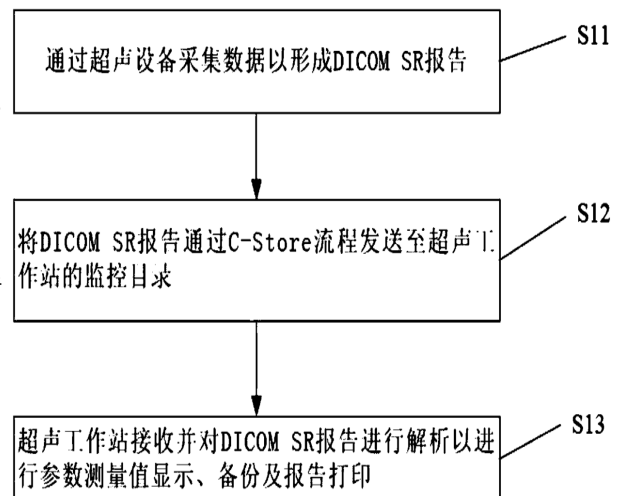 通过超声设备采集数据以形成DICOM SR报告
S11
将DICOM SR报告通过C-Store流程发送至超声工
作站的监控目录
S12
超声工作站接收并对DICOM SR报告进行解析以进
行参数测量值显示、备份及报告打印
S13